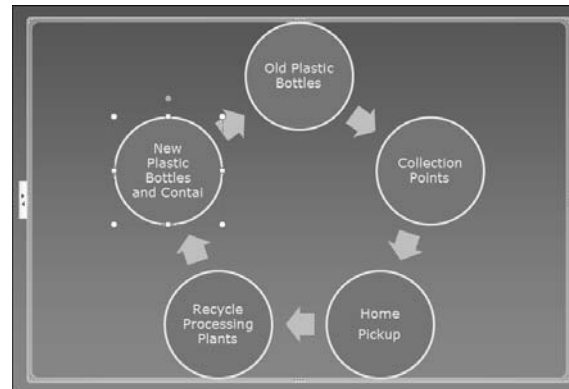 Old Plastic
Bottles
Collection
Points
Home
Pickup
Recycle
Processing
Plants
New
Plastic
Bottles
and Contai